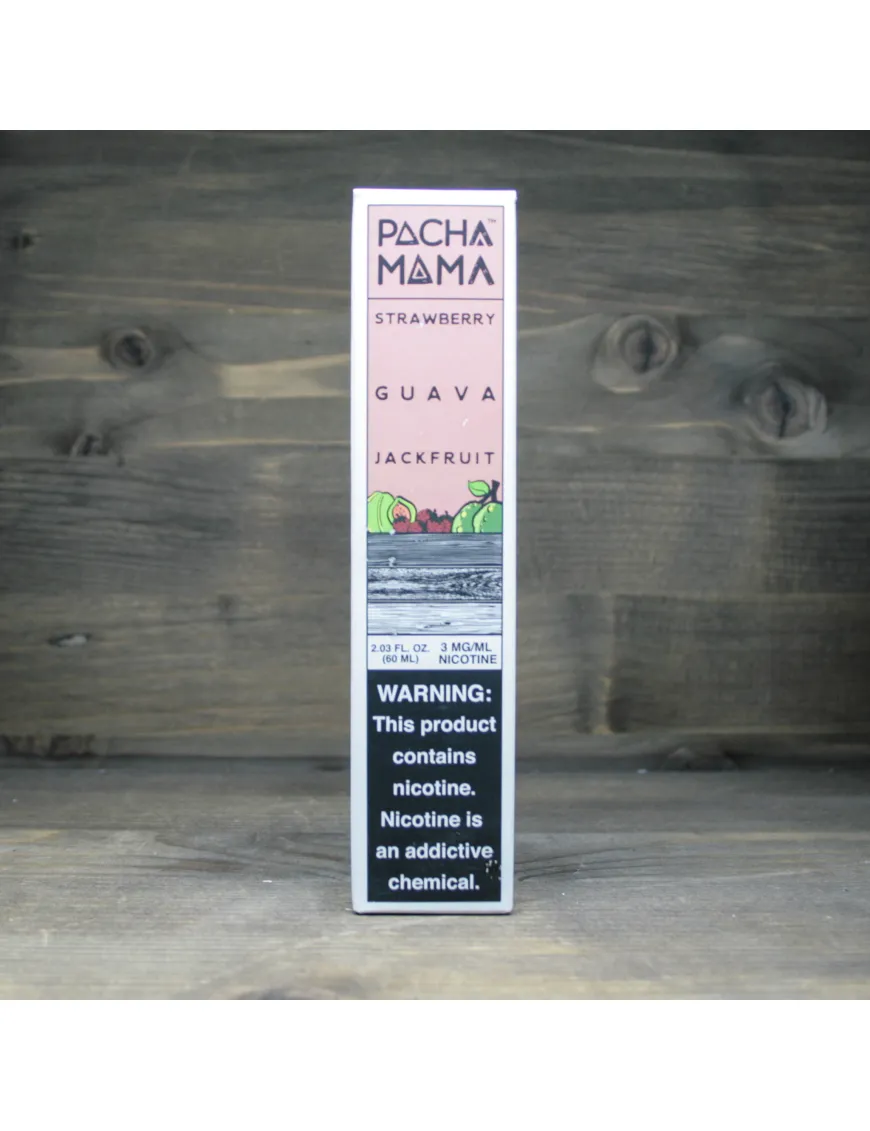 PACHA™
MAMA
STRAWBERRY
GUAVA
JACKFRUIT
2.03 FL. OZ. 3 MG/ML
(60 ML) NICOTINE
WARNING:
This product
contains
nicotine.
Nicotine is
an addictive
chemical.